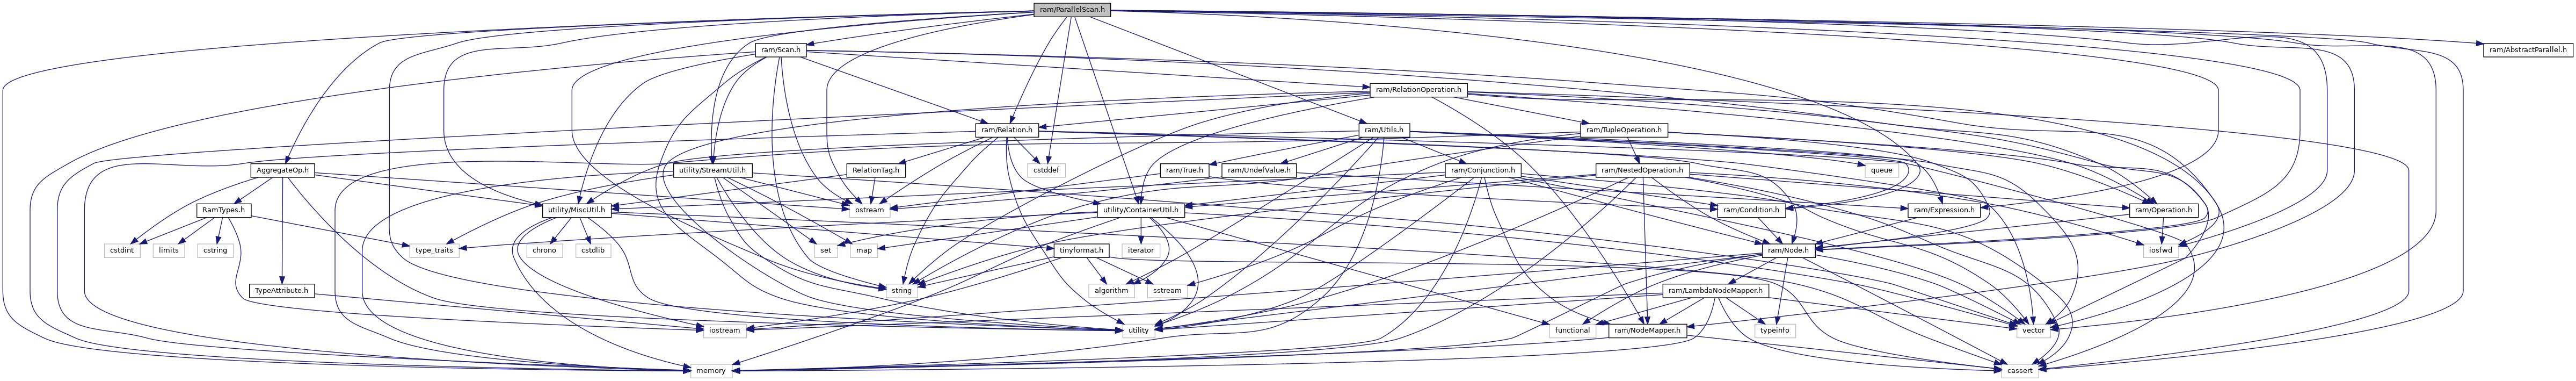 ram/ParallelScan.h
ram/Scan.h
ram/AbstractParallel.h
ram/RelationOperation.h
ram/Relation.h
ram/Utils.h
ram/TupleOperation.h
AggregateOp.h
utility/StreamUtil.h
RelationTag.h
cstddef
ram/True.h
ram/UndefValue.h
ram/Conjunction.h
ram/NestedOperation.h
queue
RamTypes.h
utility/MiscUtil.h
ostream
utility/ContainerUtil.h
ram/Condition.h
ram/Expression.h
ram/Operation.h
cstdint
limits
cstring
type_traits
chrono
cstdlib
set
map
tinyformat.h
iterator
ram/Node.h
iosfwd
TypeAttribute.h
string
algorithm
sstream
ram/LambdaNodeMapper.h
iostream
utility
functional
ram/NodeMapper.h
typeinfo
vector
memory
cassert